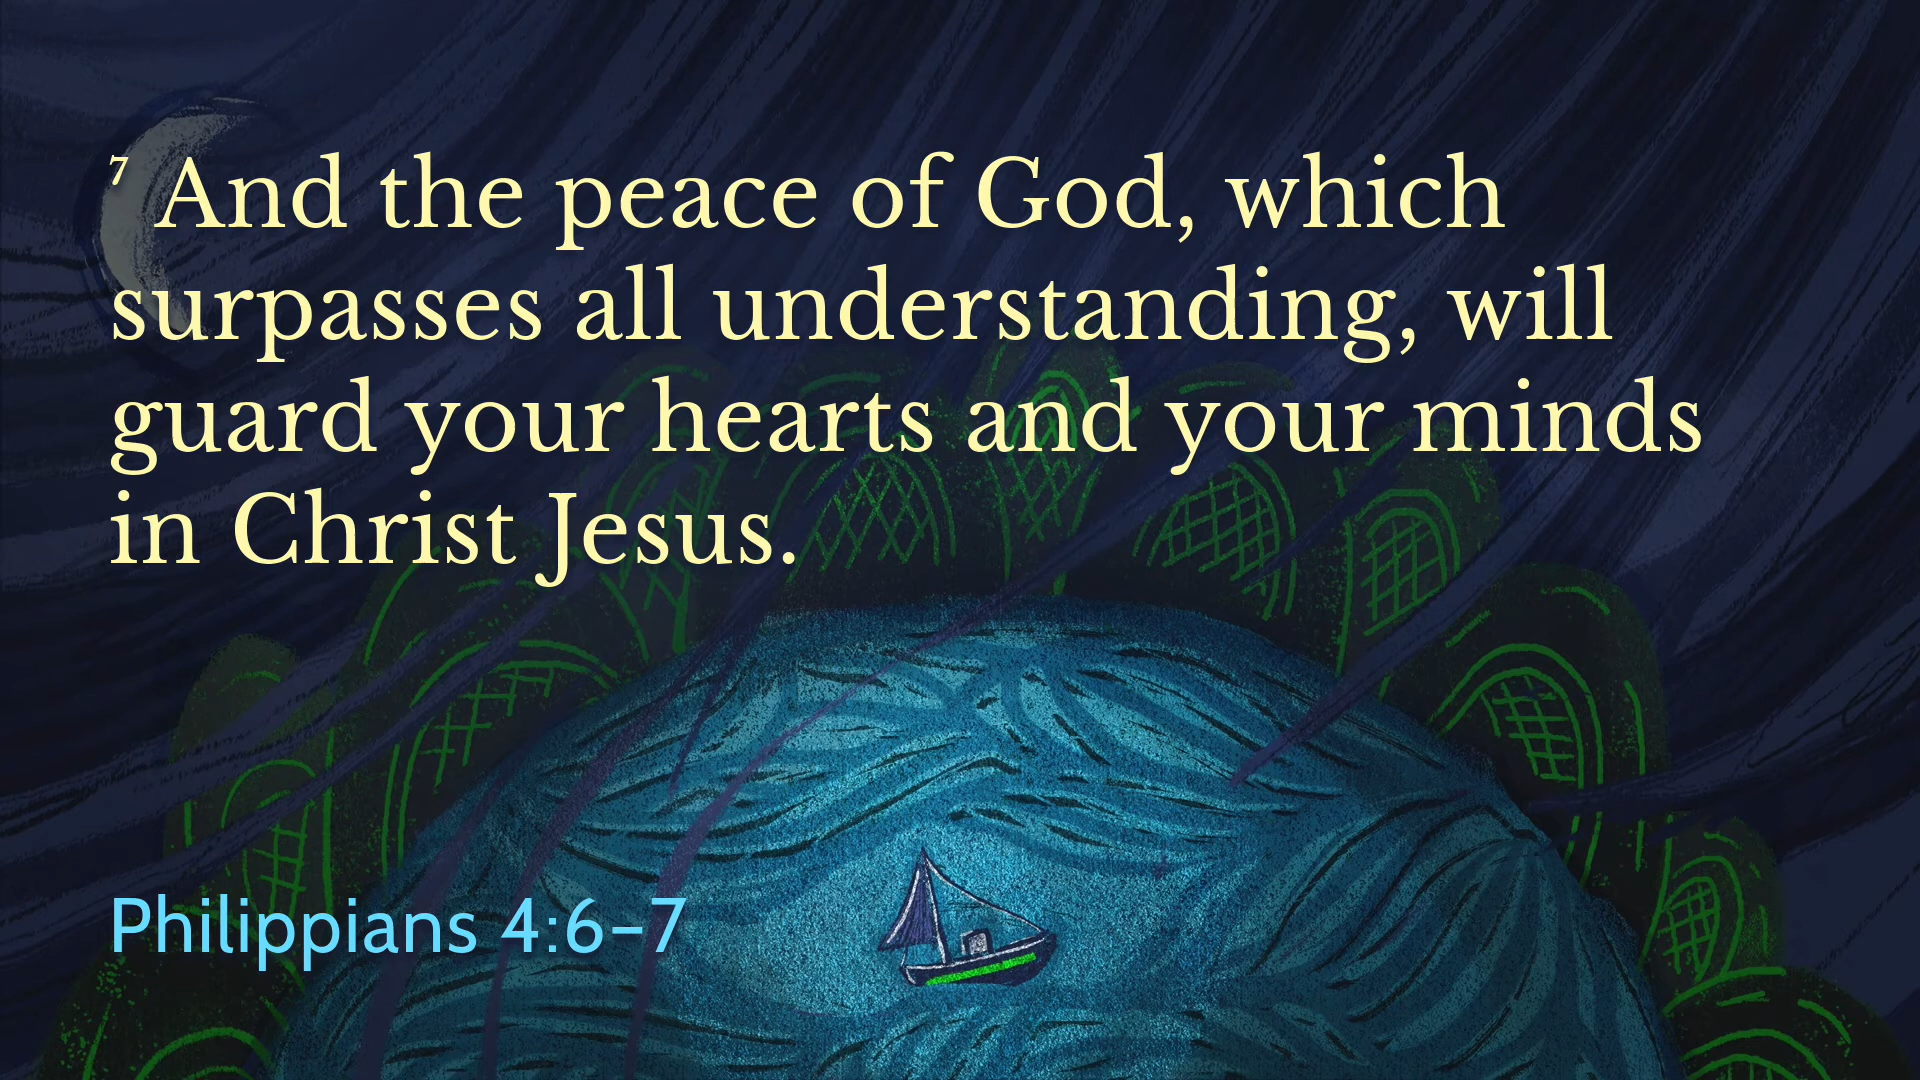 7 And the peace of God, which
surpasses all understanding, will
guard your hearts and your minds
in Christ Jesus.
Philippians 4:6–7